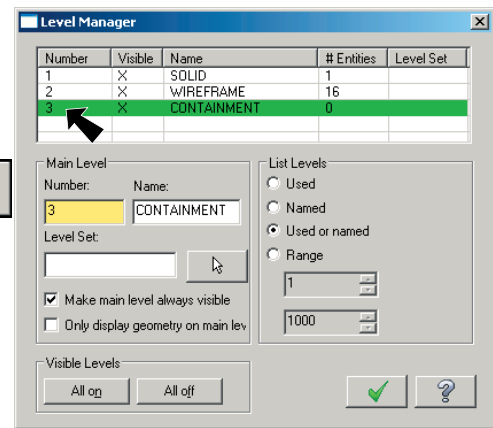 Level Manager
Number Visible Name # Entities Level Set
1 X SOLID 1
2 X WIREFRAME 16
3 X CONTAINMENT 0
Main Level
Number: Name:
3 CONTAINMENT
Level Set:
Make main level always visible
Only display geometry on main lev
List Levels
Used
Named
Used or named
Range
1
1000
Visible Levels
All on All off